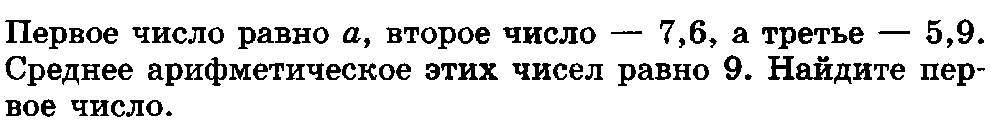 Первое число равно a, второе число — 7,6, а третье — 5,9.
Среднее арифметическое этих чисел равно 9. Найдите пер-
вое число.